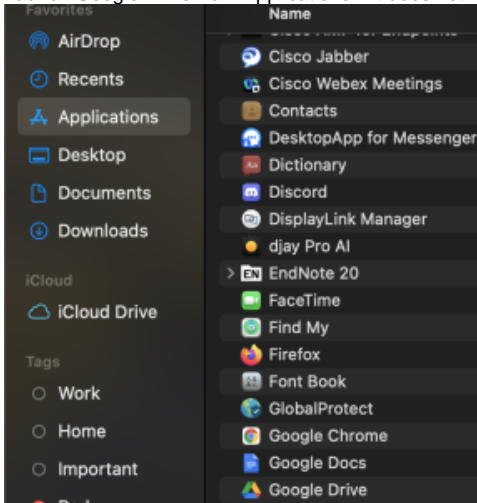 Favorites
AirDrop
Recents
Applications
Desktop
Documents
Downloads
iCloud
iCloud Drive
Tags
Work
Home
Important
Name
Cisco Jabber
Cisco Webex Meetings
Contacts
DesktopApp for Messenger
Dictionary
Discord
DisplayLink Manager
djay Pro AI
EN EndNote 20
FaceTime
Find My
Firefox
Font Book
GlobalProtect
Google Chrome
Google Docs
Google Drive